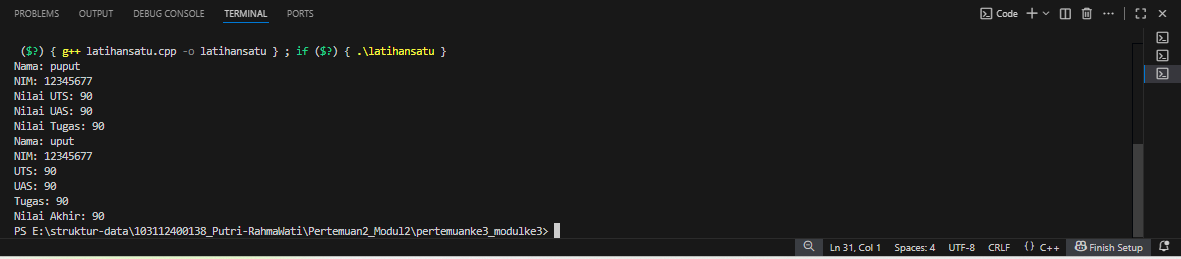 PROBLEMS OUTPUT DEBUG CONSOLE TERMINAL PORTS Code
($?) { g++ latihansatu.cpp -o latihansatu } ; if ($?) { .\latihansatu }
Nama: puput
NIM: 12345677
Nilai UTS: 90
Nilai UAS: 90
Nilai Tugas: 90
Nama: uput
NIM: 12345677
UTS: 90
UAS: 90
Tugas: 90
Nilai Akhir: 90
PS E:\struktur-data\103112400138_Putri-RahmaWati\Pertemuan2_Modul2\pertemuanke3_modulke3>
Ln 31, Col 1 Spaces: 4 UTF-8 CRLF {} C++ Finish Setup